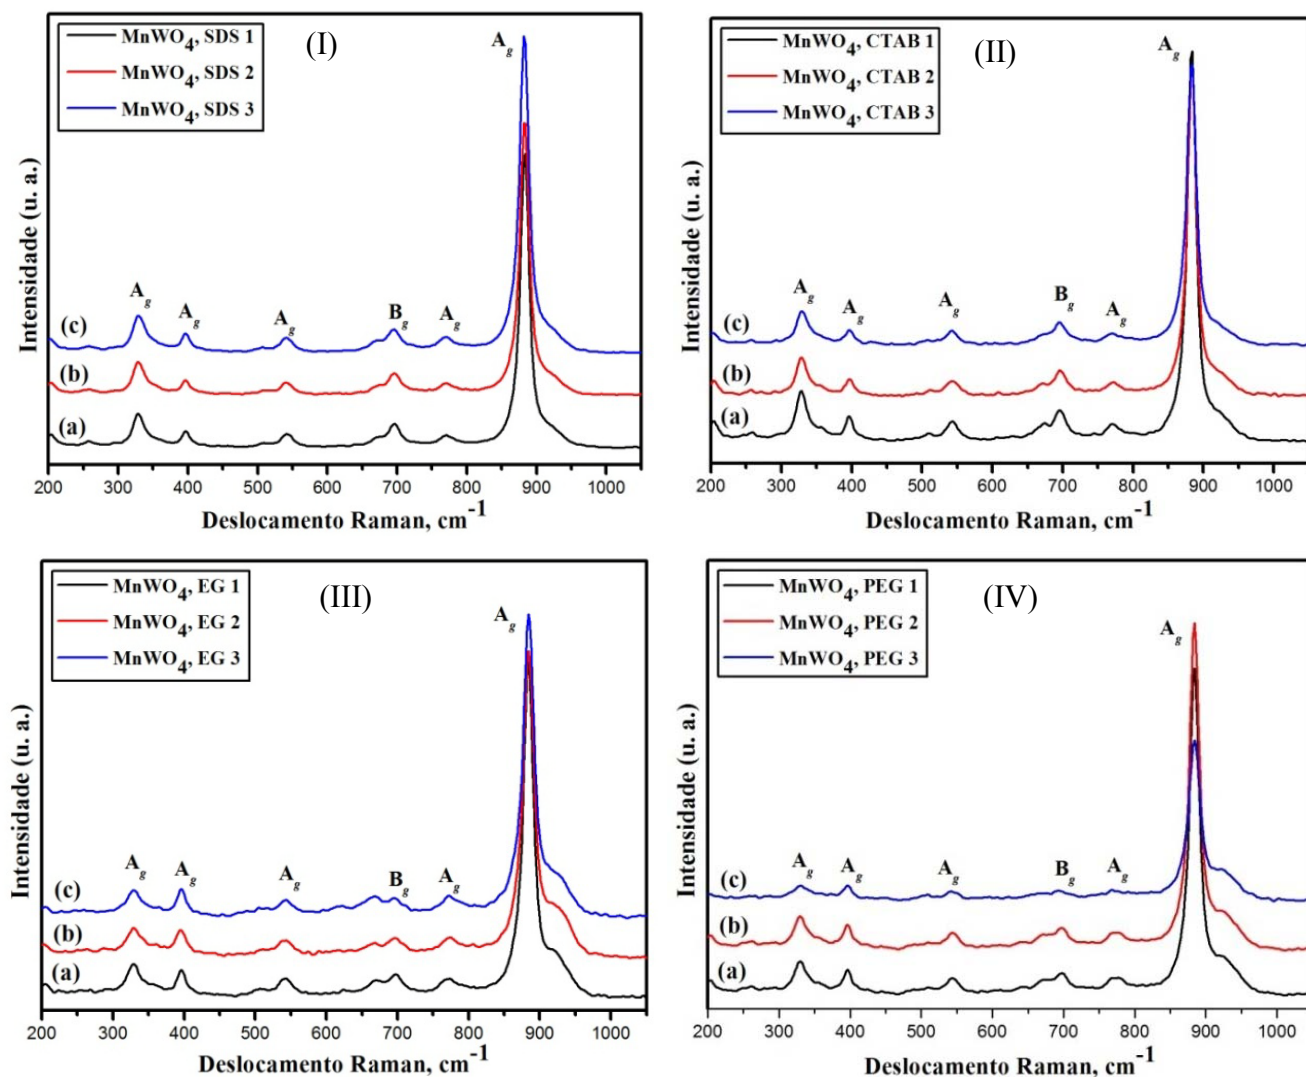 MnWO4, SDS 1
MnWO4, SDS 2
MnWO4, SDS 3
(I)
Ag
Ag
Ag
Ag
Bg
Ag
(c)
(b)
(a)
Intensidade (u. a.)
200 300 400 500 600 700 800 900 1000
Deslocamento Raman, cm-1
MnWO4, CTAB 1
MnWO4, CTAB 2
MnWO4, CTAB 3
(II)
Ag
Ag
Ag
Ag
Bg
Ag
(c)
(b)
(a)
Intensidade (u. a.)
200 300 400 500 600 700 800 900 1000
Deslocamento Raman, cm-1
MnWO4, EG 1
MnWO4, EG 2
MnWO4, EG 3
(III)
Ag
Ag
Ag
Ag
Bg
Ag
(c)
(b)
(a)
Intensidade (u. a.)
200 300 400 500 600 700 800 900 1000
Deslocamento Raman, cm-1
MnWO4, PEG 1
MnWO4, PEG 2
MnWO4, PEG 3
(IV)
Ag
Ag
Ag
Ag
Bg
Ag
(c)
(b)
(a)
Intensidade (u. a.)
200 300 400 500 600 700 800 900 1000
Deslocamento Raman, cm-1